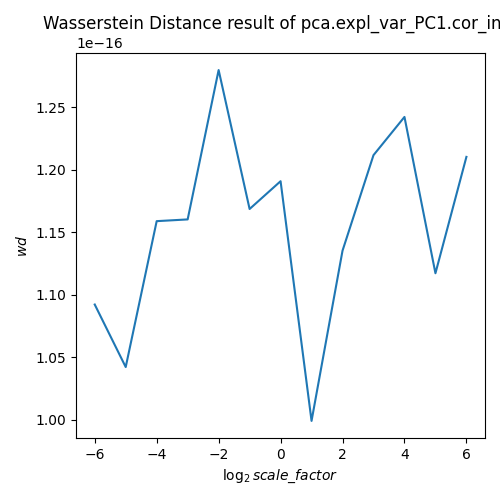 Wasserstein Distance result of pca.expl_var_PC1.cor_in
1e−16
1.25
1.20
1.15
1.10
1.05
1.00
wd
−6 −4 −2 0 2 4 6
log₂ scale_factor